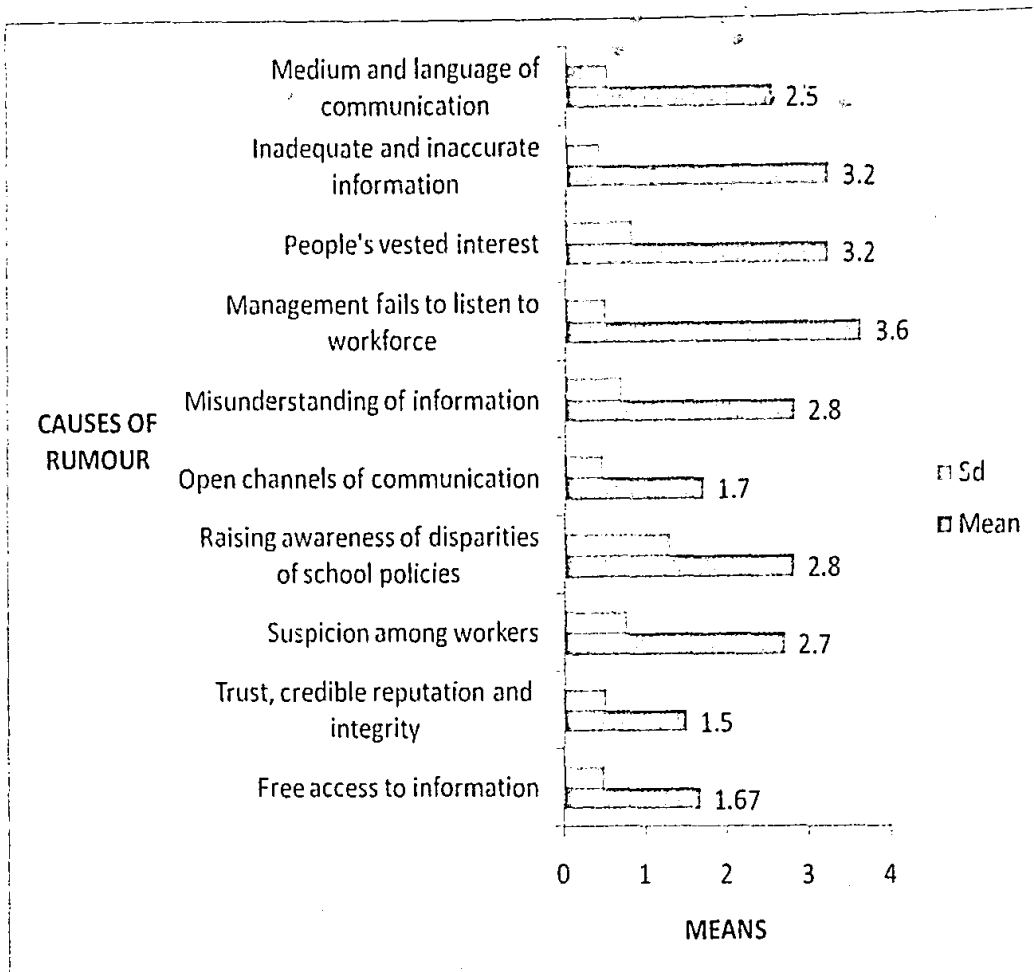 Medium and language of
communication
2.5
Inadequate and inaccurate
information
3.2
People's vested interest
3.2
Management fails to listen to
workforce
3.6
Misunderstanding of information
2.8
CAUSES OF
RUMOUR
Open channels of communication
1.7
Raising awareness of disparities
of school policies
2.8
Suspicion among workers
2.7
Trust, credible reputation and
integrity
1.5
Free access to information
1.67
Sd
Mean
0 1 2 3 4
MEANS